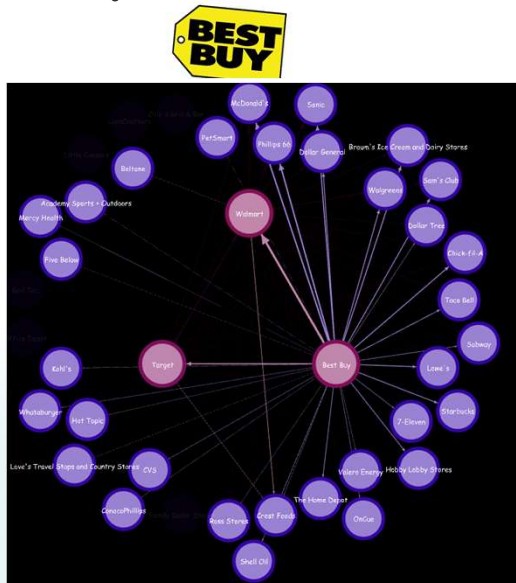 BEST
BUY
McDonald's
Sonic
PetSmart
Phillips 66
Dollar General
Braum's Ice Cream and Dairy Stores
Beltone
Walgreens
Sam's Club
Academy Sports + Outdoors
Mercy Health
Walmart
Dollar Tree
Five Below
Chick-fil-A
Taco Bell
Subway
Kohl's
Target
Best Buy
Lowe's
Whataburger
Hot Topic
7-Eleven
Starbucks
Love's Travel Stops and Country Stores
CVS
Valero Energy
Hobby Lobby Stores
ConocoPhillips
The Home Depot
Ross Stores
Crest Foods
OnCue
Shell Oil